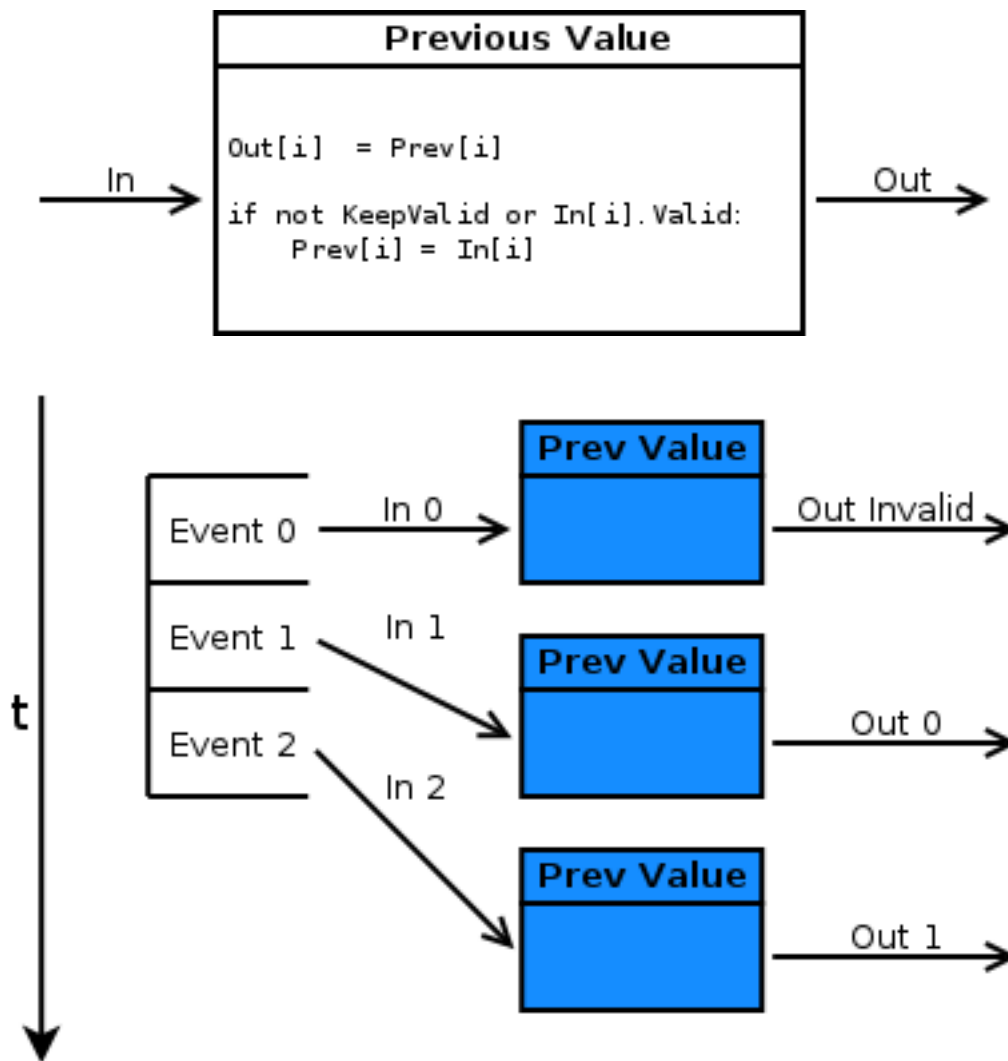 Previous Value
Out[i]  = Prev[i]
if not KeepValid or In[i].Valid:
    Prev[i] = In[i]
In
Out
Prev Value
Event 0
In 0
Out Invalid
Event 1
In 1
Prev Value
Out 0
t
Event 2
In 2
Prev Value
Out 1